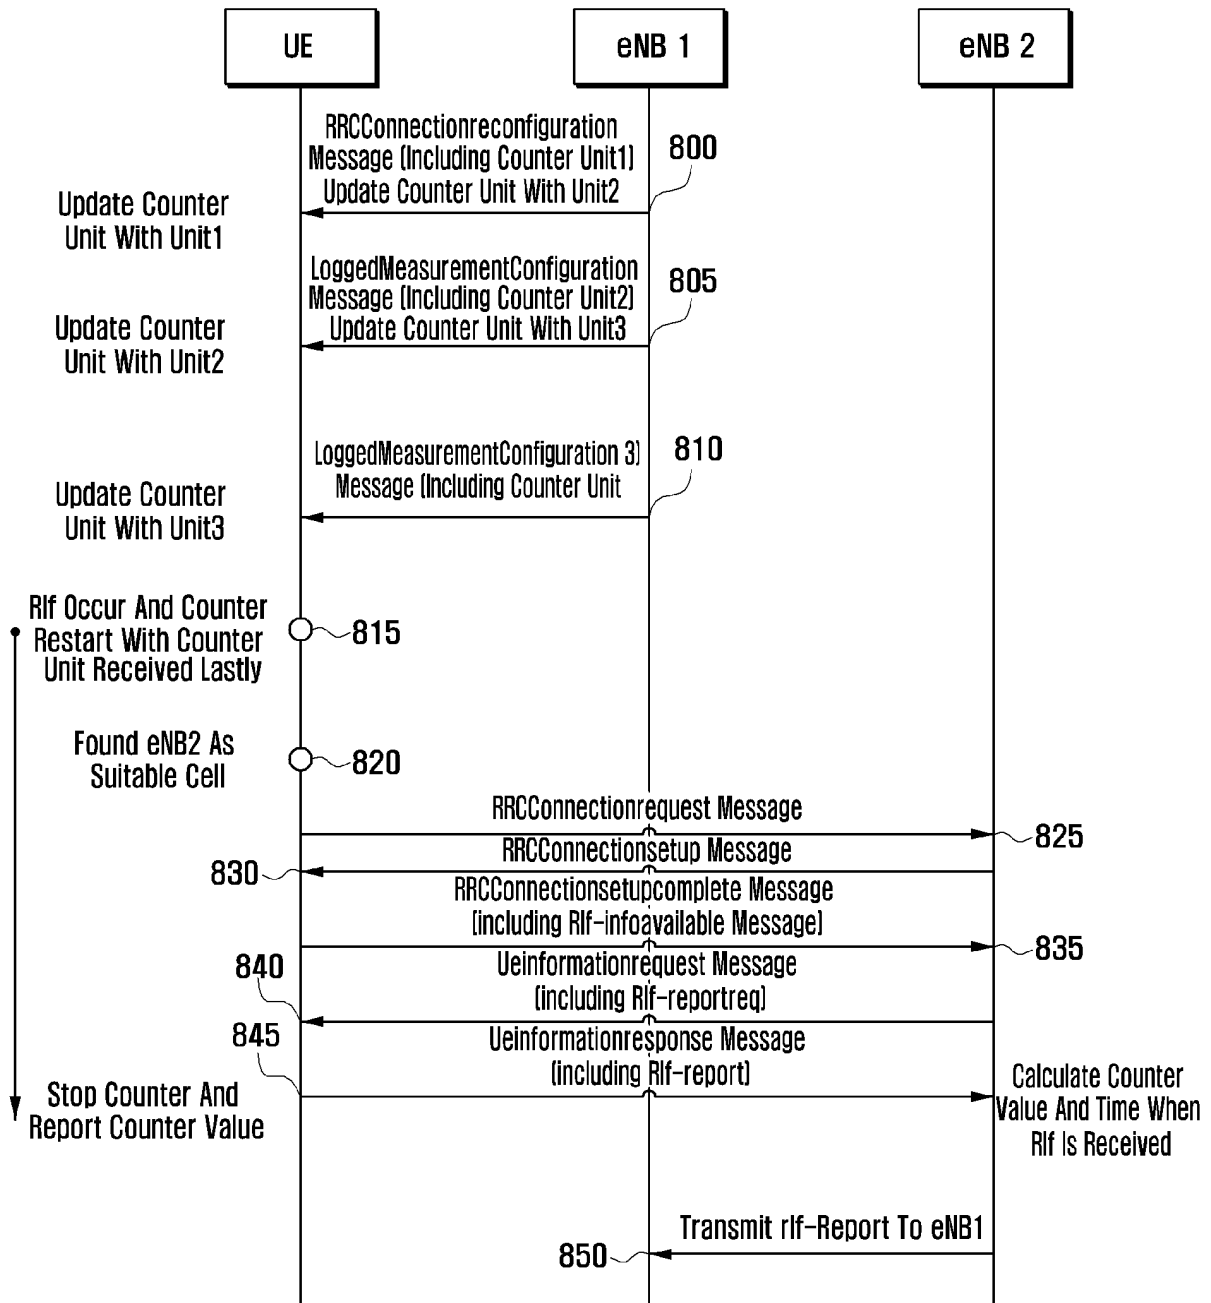 UE
eNB 1
eNB 2
RRCConnectionreconfiguration
Message (Including Counter Unit1)
Update Counter Unit With Unit2
800
Update Counter
Unit With Unit1
LoggedMeasurementConfiguration
Message (Including Counter Unit2)
Update Counter Unit With Unit3
805
Update Counter
Unit With Unit2
LoggedMeasurementConfiguration 3)
Message (Including Counter Unit
810
Update Counter
Unit With Unit3
Rlf Occur And Counter
Restart With Counter
Unit Received Lastly
815
Found eNB2 As
Suitable Cell
820
RRCConnectionrequest Message
825
RRCConnectionsetup Message
830
RRCConnectionsetupcomplete Message
(including Rlf-infoavailable Message)
835
Ueinformationrequest Message
(including Rlf-reportreq)
840
Ueinformationresponse Message
(including Rlf-report)
845
Stop Counter And
Report Counter Value
Calculate Counter
Value And Time When
Rlf Is Received
Transmit rlf-Report To eNB1
850